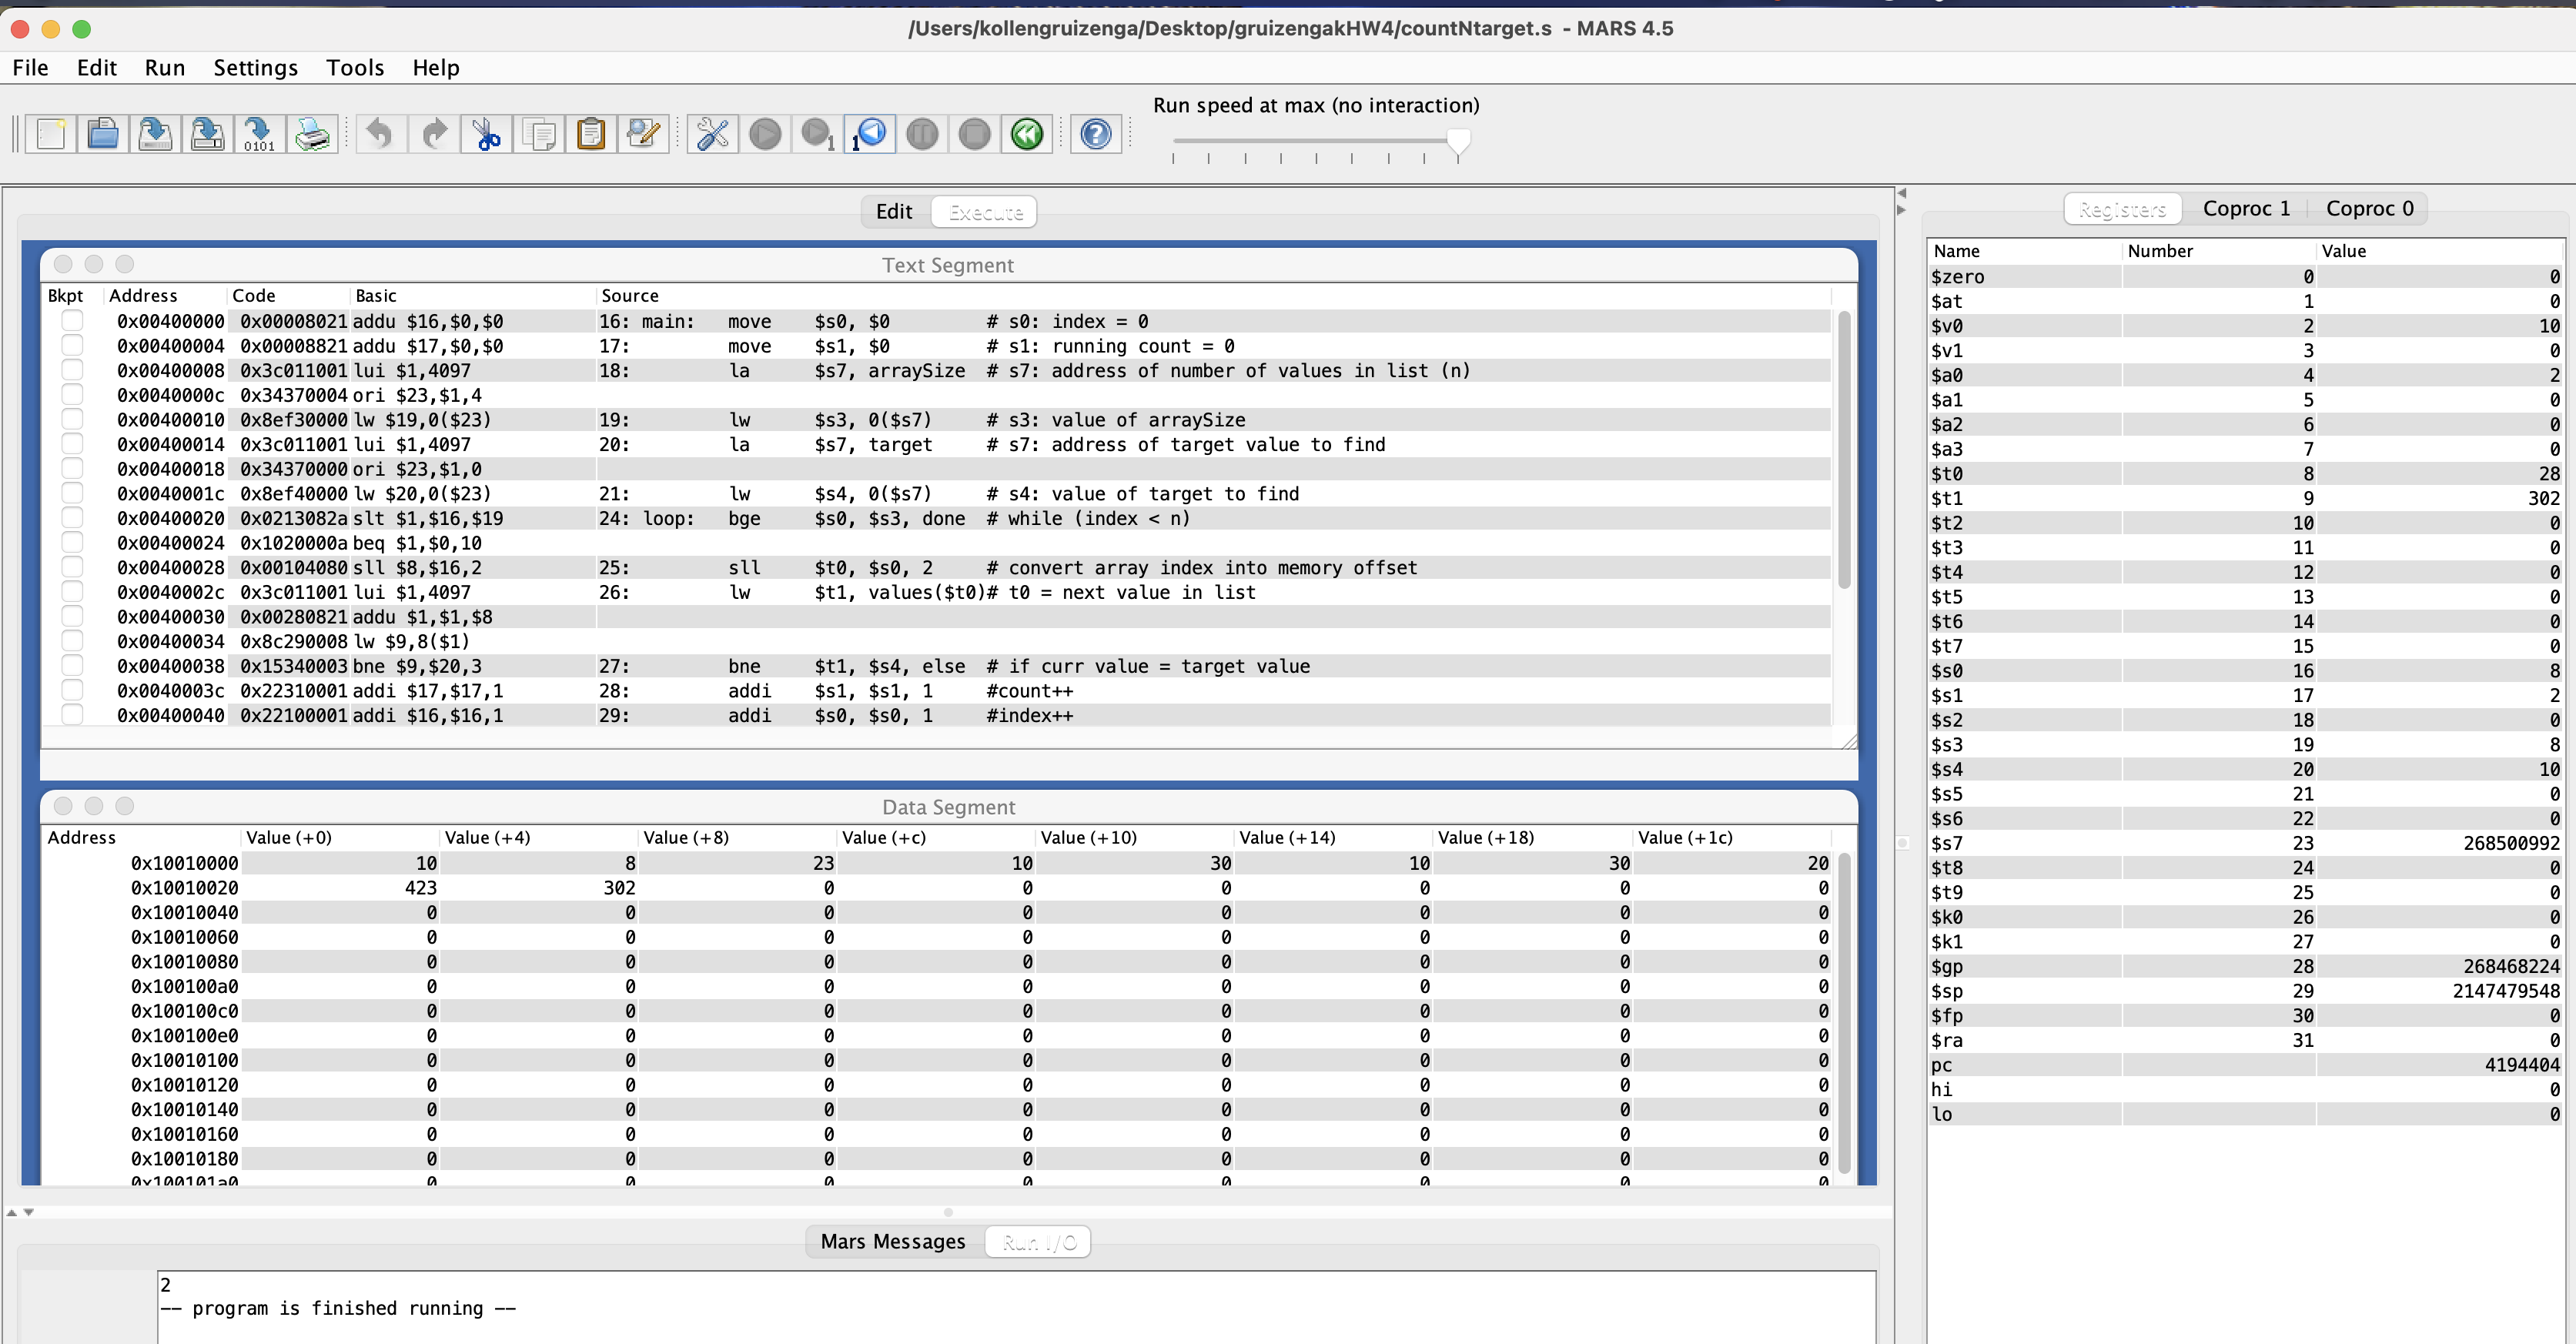 /Users/kollengruizenga/Desktop/gruizengakHW4/countNtarget.s - MARS 4.5
File Edit Run Settings Tools Help
Run speed at max (no interaction)
0101 1 1 ?
Edit Execute
Registers Coproc 1 Coproc 0
Text Segment
Bkpt Address Code Basic Source
0x00400000 0x00008021 addu $16,$0,$0 16: main: move $s0, $0 # s0: index = 0
0x00400004 0x00008821 addu $17,$0,$0 17: move $s1, $0 # s1: running count = 0
0x00400008 0x3c011001 lui $1,4097 18: la $s7, arraySize # s7: address of number of values in list (n)
0x0040000c 0x34370004 ori $23,$1,4
0x00400010 0x8ef30000 lw $19,0($23) 19: lw $s3, 0($s7) # s3: value of arraySize
0x00400014 0x3c011001 lui $1,4097 20: la $s7, target # s7: address of target value to find
0x00400018 0x34370000 ori $23,$1,0
0x0040001c 0x8ef40000 lw $20,0($23) 21: lw $s4, 0($s7) # s4: value of target to find
0x00400020 0x0213082a slt $1,$16,$19 24: loop: bge $s0, $s3, done # while (index < n)
0x00400024 0x1020000a beq $1,$0,10
0x00400028 0x00104080 sll $8,$16,2 25: sll $t0, $s0, 2 # convert array index into memory offset
0x0040002c 0x3c011001 lui $1,4097 26: lw $t1, values($t0)# t0 = next value in list
0x00400030 0x00280821 addu $1,$1,$8
0x00400034 0x8c290008 lw $9,8($1)
0x00400038 0x15340003 bne $9,$20,3 27: bne $t1, $s4, else # if curr value = target value
0x0040003c 0x22310001 addi $17,$17,1 28: addi $s1, $s1, 1 #count++
0x00400040 0x22100001 addi $16,$16,1 29: addi $s0, $s0, 1 #index++
Data Segment
Address Value (+0) Value (+4) Value (+8) Value (+c) Value (+10) Value (+14) Value (+18) Value (+1c)
0x10010000 10 8 23 10 30 10 30 20
0x10010020 423 302 0 0 0 0 0 0
0x10010040 0 0 0 0 0 0 0 0
0x10010060 0 0 0 0 0 0 0 0
0x10010080 0 0 0 0 0 0 0 0
0x100100a0 0 0 0 0 0 0 0 0
0x100100c0 0 0 0 0 0 0 0 0
0x100100e0 0 0 0 0 0 0 0 0
0x10010100 0 0 0 0 0 0 0 0
0x10010120 0 0 0 0 0 0 0 0
0x10010140 0 0 0 0 0 0 0 0
0x10010160 0 0 0 0 0 0 0 0
0x10010180 0 0 0 0 0 0 0 0
0x100101a0 0 0 0 0 0 0 0 0
Mars Messages Run I/O
2
-- program is finished running --
Name Number Value
$zero 0 0
$at 1 0
$v0 2 10
$v1 3 0
$a0 4 2
$a1 5 0
$a2 6 0
$a3 7 0
$t0 8 28
$t1 9 302
$t2 10 0
$t3 11 0
$t4 12 0
$t5 13 0
$t6 14 0
$t7 15 0
$s0 16 8
$s1 17 2
$s2 18 0
$s3 19 8
$s4 20 10
$s5 21 0
$s6 22 0
$s7 23 268500992
$t8 24 0
$t9 25 0
$k0 26 0
$k1 27 0
$gp 28 268468224
$sp 29 2147479548
$fp 30 0
$ra 31 0
pc 4194404
hi 0
lo 0